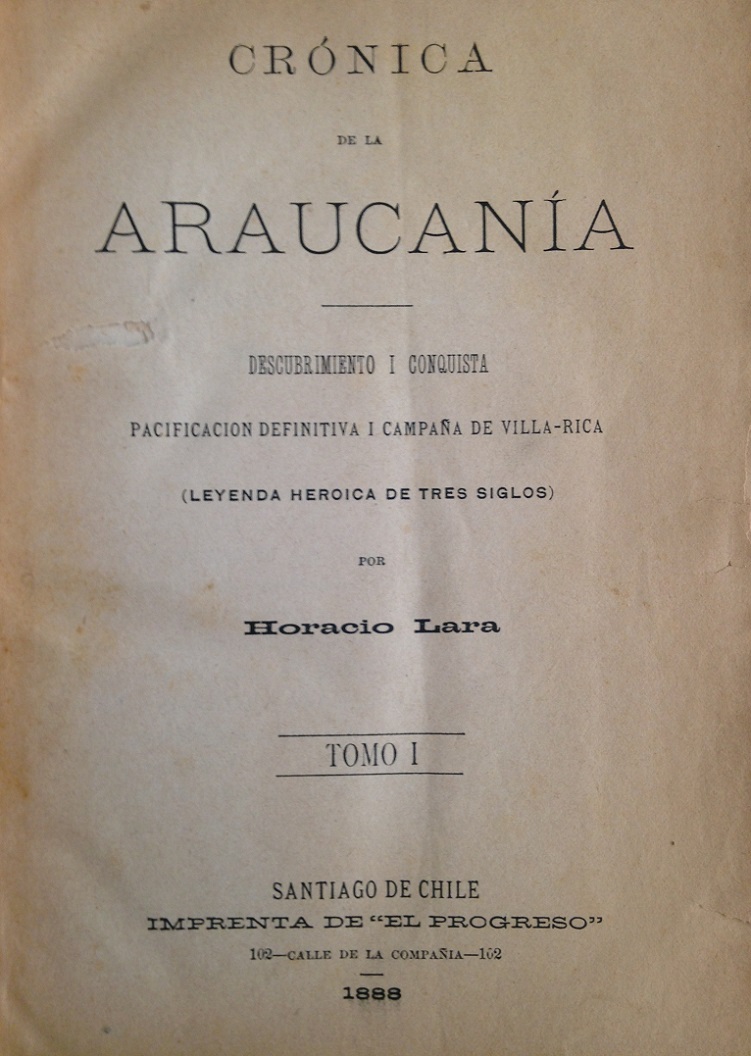 CRÓNICA
DE LA
ARAUCANÍA
DESCUBRIMIENTO I CONQUISTA
PACIFICACION DEFINITIVA I CAMPAÑA DE VILLA-RICA
(LEYENDA HEROICA DE TRES SIGLOS)
POR
Horacio Lara
TOMO I
SANTIAGO DE CHILE
IMPRENTA DE “EL PROGRESO”
102—CALLE DE LA COMPAÑIA—102
1888